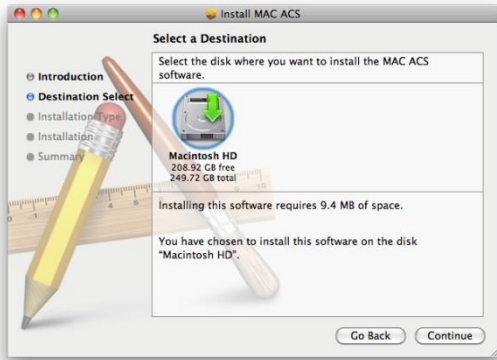 Install MAC ACS
Select a Destination
Introduction
Destination Select
Installation Type
Installation
Summary
Select the disk where you want to install the MAC ACS
software.
Macintosh HD
208.92 GB free
249.72 GB total
Installing this software requires 9.4 MB of space.
You have chosen to install this software on the disk
“Macintosh HD”.
Go Back
Continue